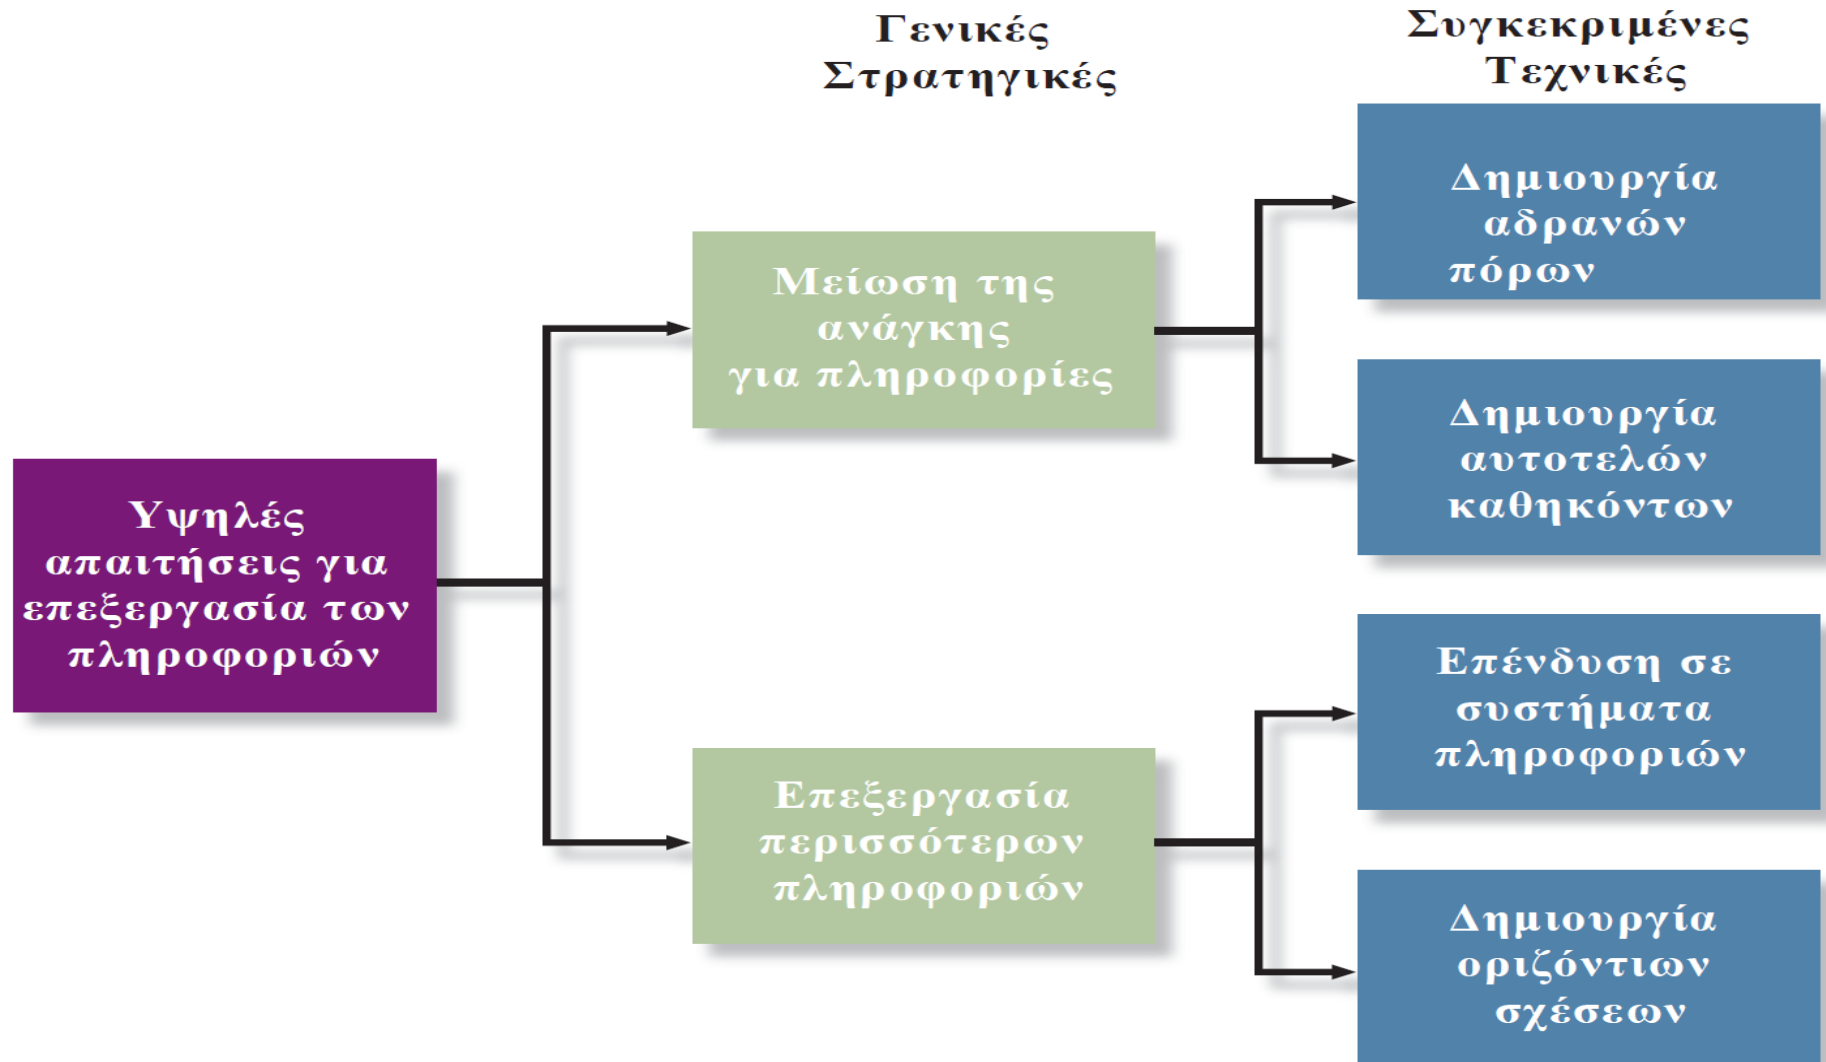 Γενικές
Στρατηγικές
Συγκεκριμένες
Τεχνικές
Υψηλές
απαιτήσεις για
επεξεργασία των
πληροφοριών
Μείωση της
ανάγκης
για πληροφορίες
Επεξεργασία
περισσότερων
πληροφοριών
Δημιουργία
αδρανών
πόρων
Δημιουργία
αυτοτελών
καθηκόντων
Επένδυση σε
συστήματα
πληροφοριών
Δημιουργία
οριζόντιων
σχέσεων